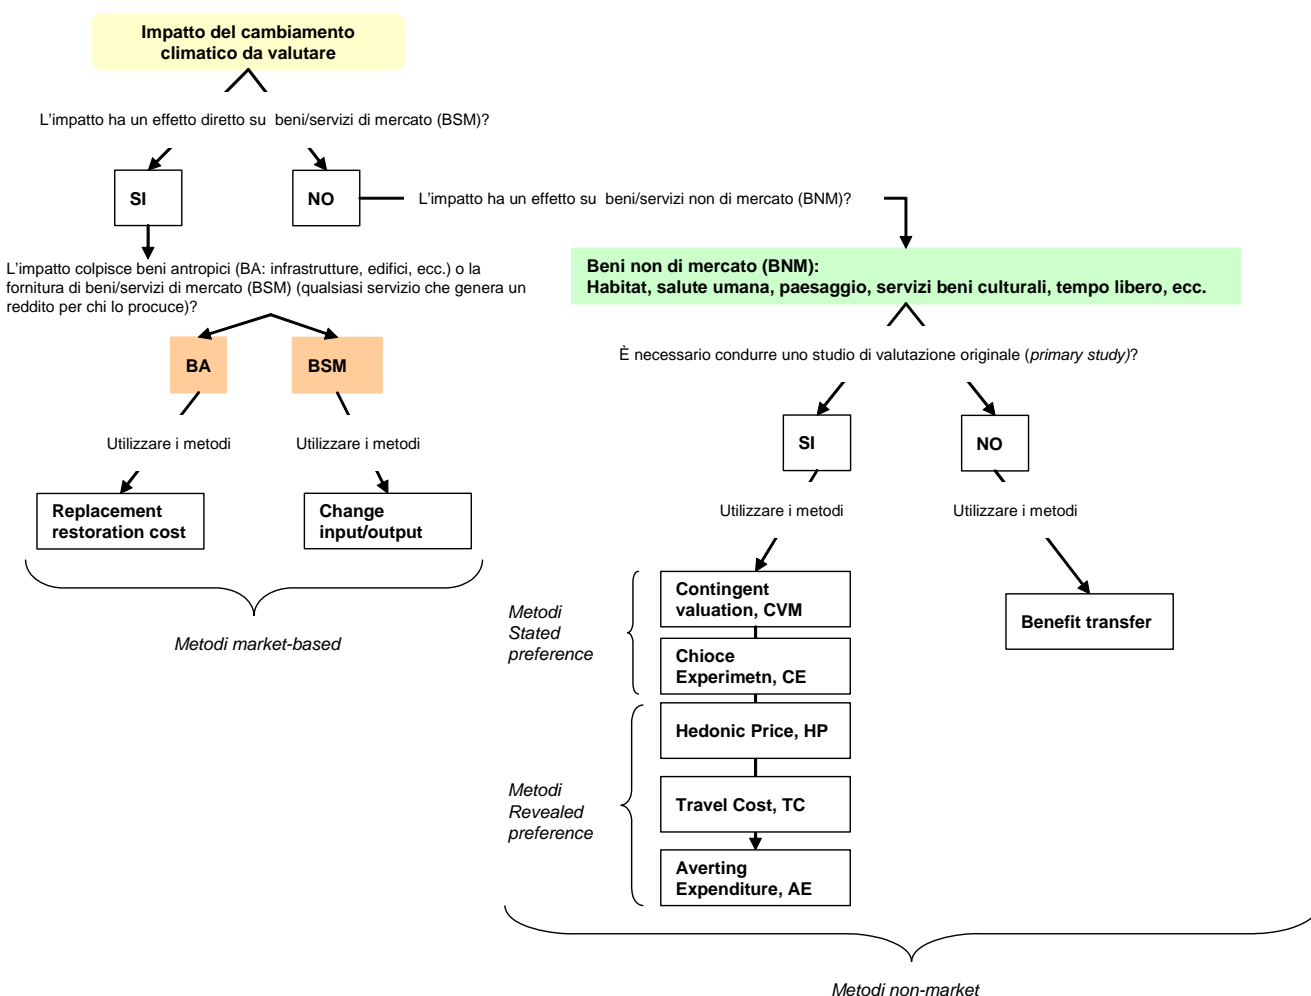 Impatto del cambiamento
climatico da valutare
L'impatto ha un effetto diretto su beni/servizi di mercato (BSM)?
SI
NO
L'impatto ha un effetto su beni/servizi non di mercato (BNM)?
L'impatto colpisce beni antropici (BA: infrastrutture, edifici, ecc.) o la
fornitura di beni/servizi di mercato (BSM) (qualsiasi servizio che genera un
reddito per chi lo procuce)?
Beni non di mercato (BNM):
Habitat, salute umana, paesaggio, servizi beni culturali, tempo libero, ecc.
BA
BSM
È necessario condurre uno studio di valutazione originale (primary study)?
SI
NO
Utilizzare i metodi
Utilizzare i metodi
Replacement
restoration cost
Change
input/output
Metodi market-based
Utilizzare i metodi
Utilizzare i metodi
Metodi
Stated
preference
Contingent
valuation, CVM
Chioce
Experimetn, CE
Benefit transfer
Metodi
Revealed
preference
Hedonic Price, HP
Travel Cost, TC
Averting
Expenditure, AE
Metodi non-market